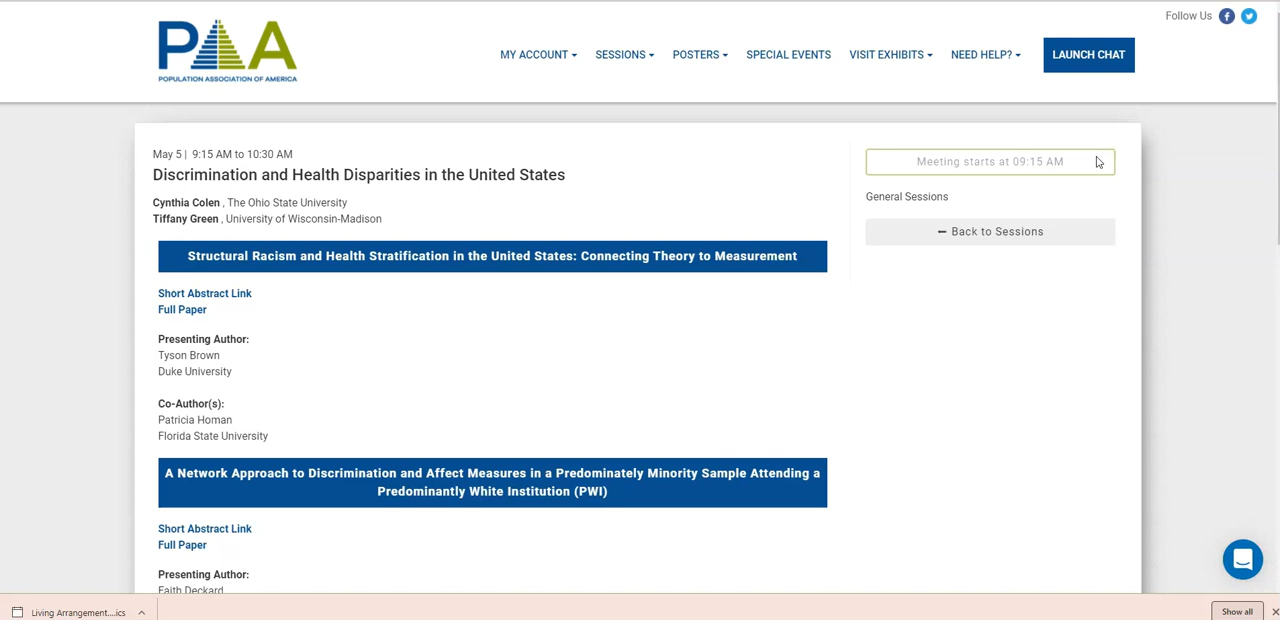 Follow Us
PAA
POPULATION ASSOCIATION OF AMERICA
MY ACCOUNT SESSIONS POSTERS SPECIAL EVENTS VISIT EXHIBITS NEED HELP? LAUNCH CHAT
May 5 | 9:15 AM to 10:30 AM
Discrimination and Health Disparities in the United States
Cynthia Colen , The Ohio State University
Tiffany Green , University of Wisconsin-Madison
Structural Racism and Health Stratification in the United States: Connecting Theory to Measurement
Short Abstract Link
Full Paper
Presenting Author:
Tyson Brown
Duke University
Co-Author(s):
Patricia Homan
Florida State University
A Network Approach to Discrimination and Affect Measures in a Predominately Minority Sample Attending a
Predominantly White Institution (PWI)
Short Abstract Link
Full Paper
Presenting Author:
Faith Deckard
Meeting starts at 09:15 AM
General Sessions
Back to Sessions
Living Arrangement....ics
Show all